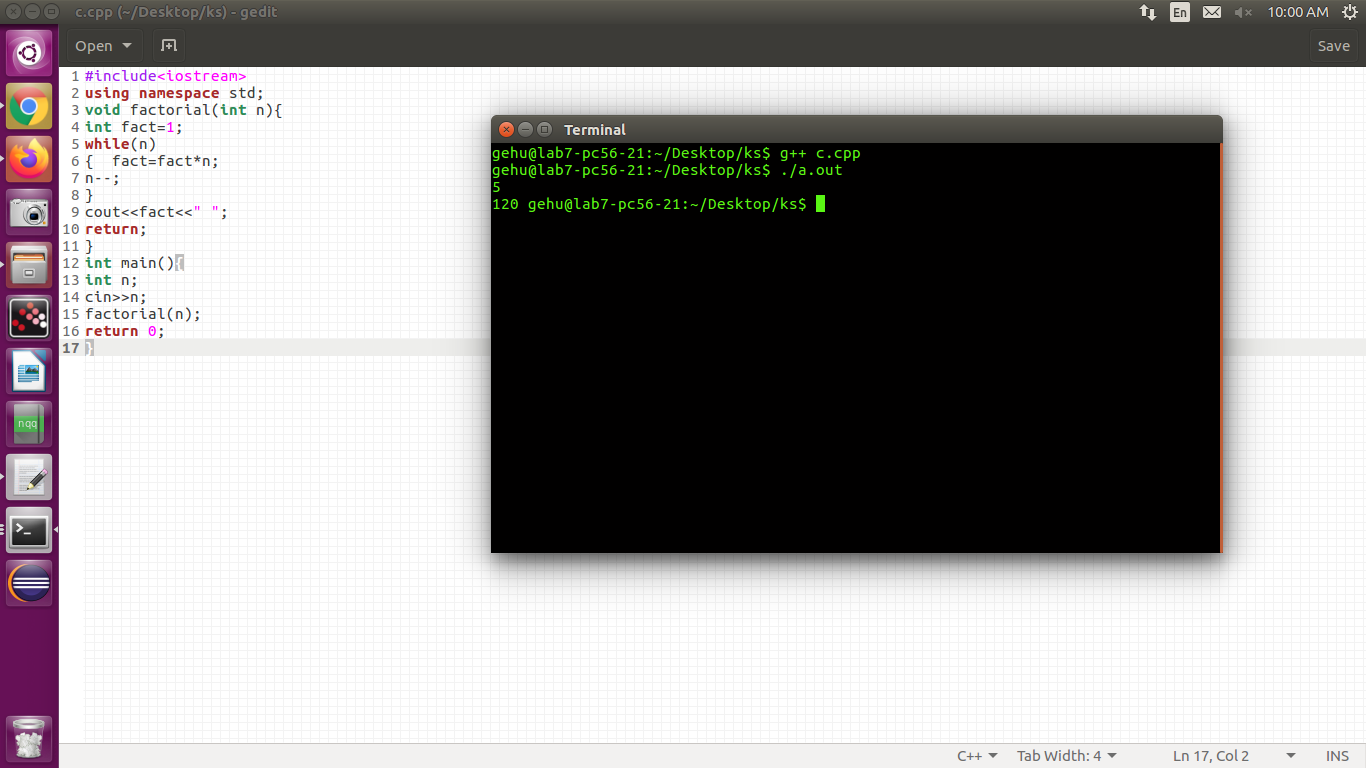 c.cpp (~/Desktop/ks) - gedit
En
10:00 AM
Open
Save
1 #include<iostream>
2 using namespace std;
3 void factorial(int n){
4 int fact=1;
5 while(n)
6 {  fact=fact*n;
7 n--;
8 }
9 cout<<fact<<" ";
10 return;
11 }
12 int main(){
13 int n;
14 cin>>n;
15 factorial(n);
16 return 0;
17 }
Terminal
gehu@lab7-pc56-21:~/Desktop/ks$ g++ c.cpp
gehu@lab7-pc56-21:~/Desktop/ks$ ./a.out
5
120 gehu@lab7-pc56-21:~/Desktop/ks$
nqq
>_
C++
Tab Width: 4
Ln 17, Col 2
INS